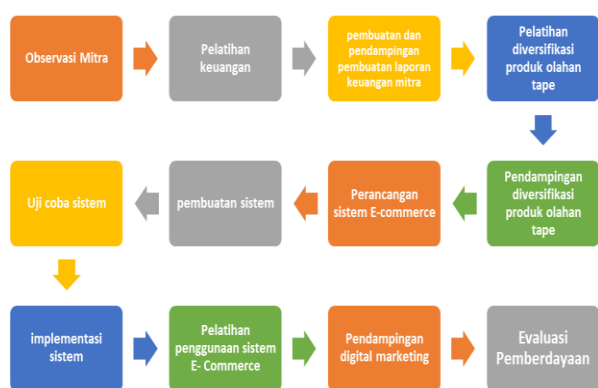 Observasi Mitra
Pelatihan
keuangan
pembuatan dan
pendampingan
pembuatan laporan
keuangan mitra
Pelatihan
diversifikasi
produk olahan
tape
Pendampingan
diversifikasi
produk olahan
tape
Perancangan
sistem E-commerce
pembuatan sistem
Uji coba sistem
implementasi
sistem
Pelatihan
penggunaan sistem
E- Commerce
Pendampingan
digital marketing
Evaluasi
Pemberdayaan